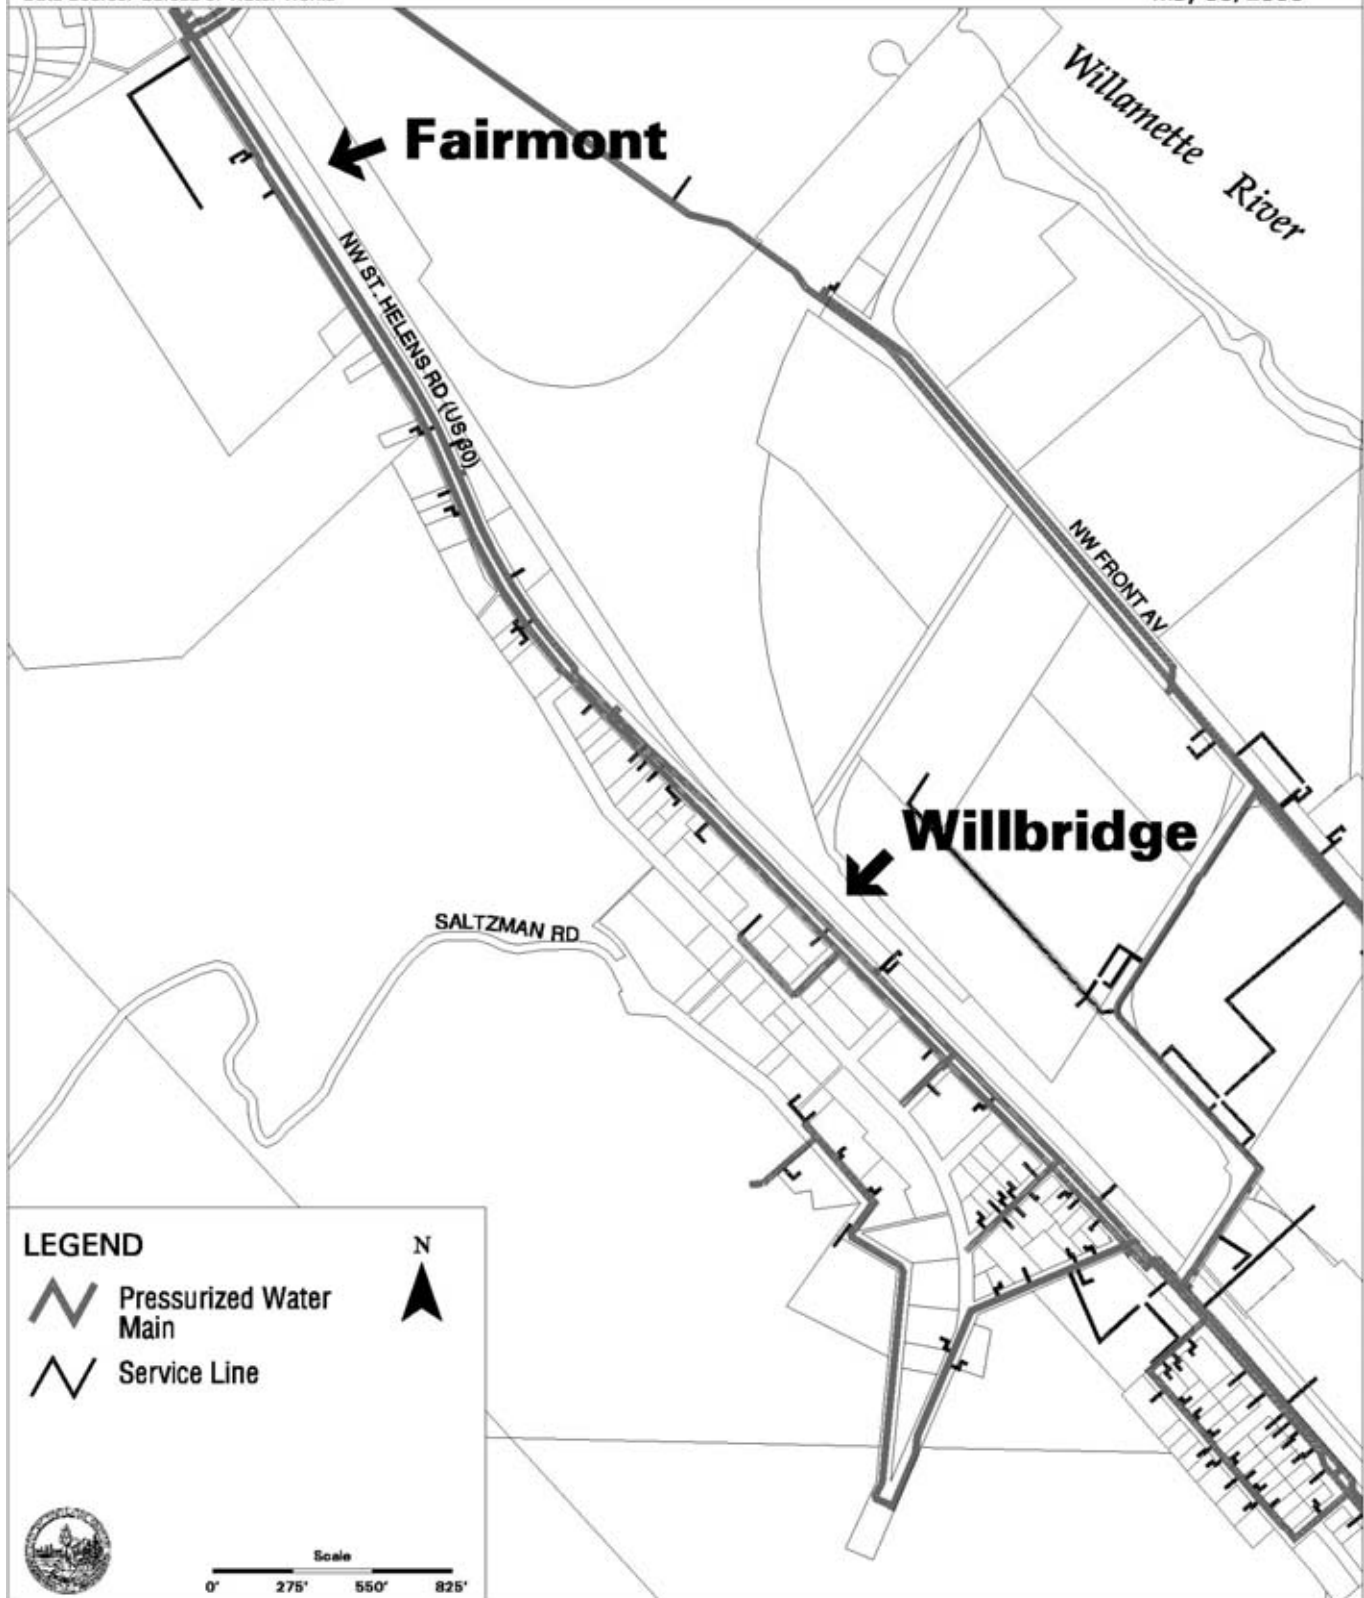 Willamette
River
Fairmont
NW ST. HELENS RD (US 30)
NW FRONT AV
Willbridge
SALTZMAN RD
LEGEND
N
Pressurized Water
Main
Service Line
Scale
0' 275' 550' 825'